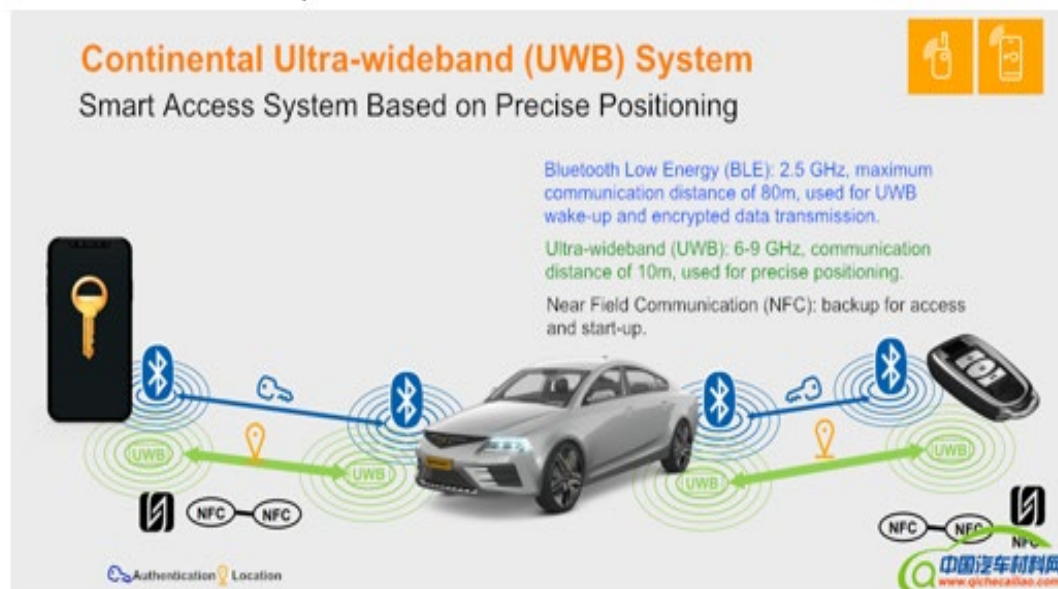 Continental Ultra-wideband (UWB) System
Smart Access System Based on Precise Positioning
Bluetooth Low Energy (BLE): 2.5 GHz, maximum
communication distance of 80m, used for UWB
wake-up and encrypted data transmission.
Ultra-wideband (UWB): 6-9 GHz, communication
distance of 10m, used for precise positioning.
Near Field Communication (NFC): backup for access
and start-up.
UWB
UWB
UWB
UWB
NFC
NFC
NFC
NFC
NFC
Authentication
Location
中国汽车材料网
www.qichecailiao.com